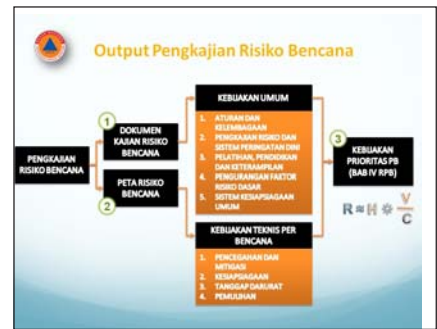 Output Pengkajian Risiko Bencana
PENGKAJIAN
RISIKO BENCANA
1
DOKUMEN
KAJIAN RISIKO
BENCANA
PETA RISIKO
BENCANA
2
KEBIJAKAN UMUM
1. ATURAN DAN
KELEMBAGAAN
2. PENGKAJIAN RISIKO DAN
SISTEM PERINGATAN DINI
3. PELATIHAN, PENDIDIKAN
DAN KETERAMPILAN
4. PENGURANGAN FAKTOR
RISIKO DASAR
5. SISTEM KESIAPSIAGAAN
UMUM
KEBIJAKAN TEKNIS PER
BENCANA
1. PENCEGAHAN DAN
MITIGASI
2. KESIAPSIAGAAN
3. TANGGAP DARURAT
4. PEMULIHAN
3
KEBIJAKAN
PRIORITAS PB
(BAB IV RPB)
R ≈ H ☼ V
C